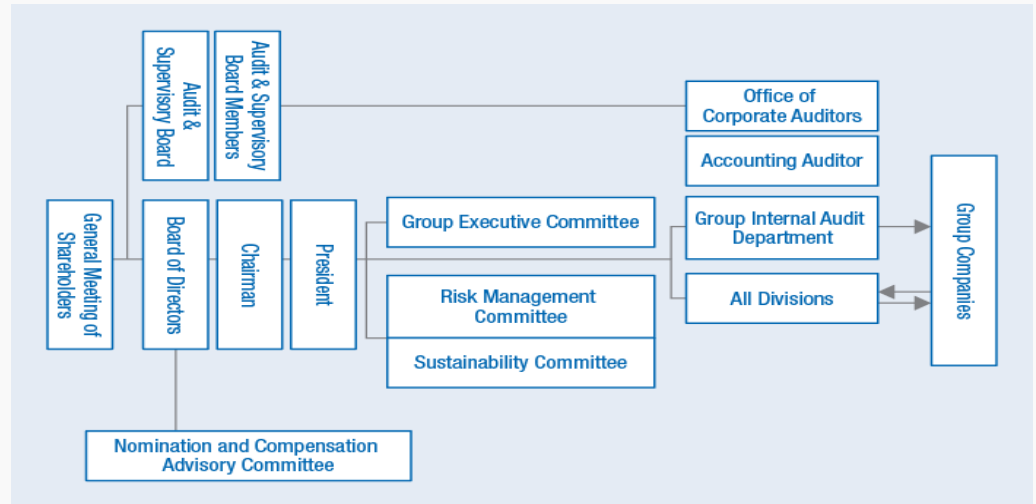 Audit &
Supervisory Board
Audit & Supervisory
Board Members
Office of
Corporate Auditors
Accounting Auditor
General Meeting of
Shareholders
Board of Directors
Chairman
President
Group Executive Committee
Risk Management
Committee
Sustainability Committee
Group Internal Audit
Department
All Divisions
Group Companies
Nomination and Compensation
Advisory Committee